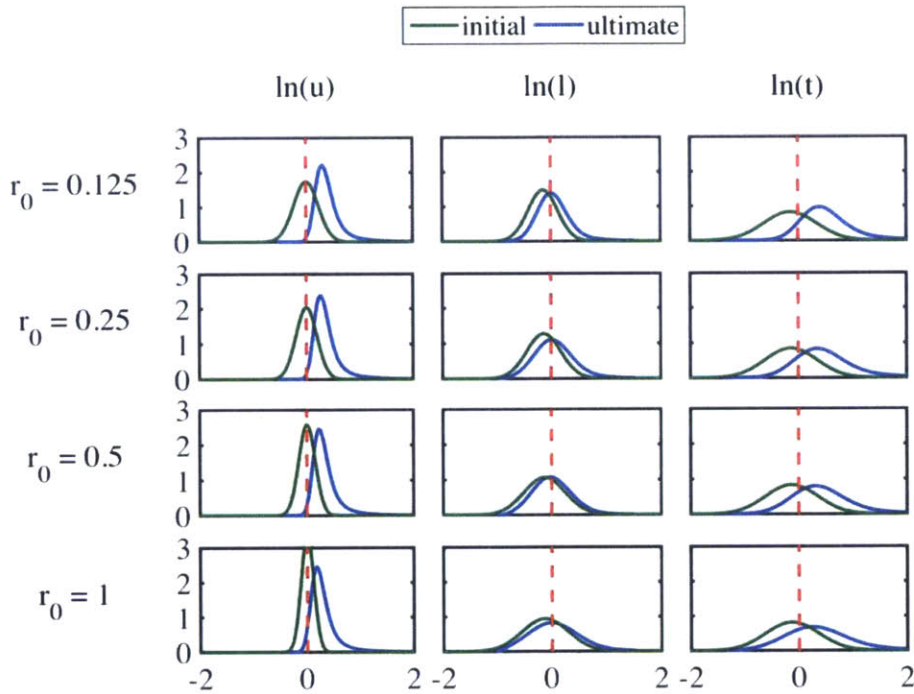 initial ultimate
ln(u) ln(l) ln(t)
r0 = 0.125
3
2
1
0
r0 = 0.25
3
2
1
0
r0 = 0.5
3
2
1
0
r0 = 1
3
2
1
0
-2 0 2 -2 0 2 -2 0 2